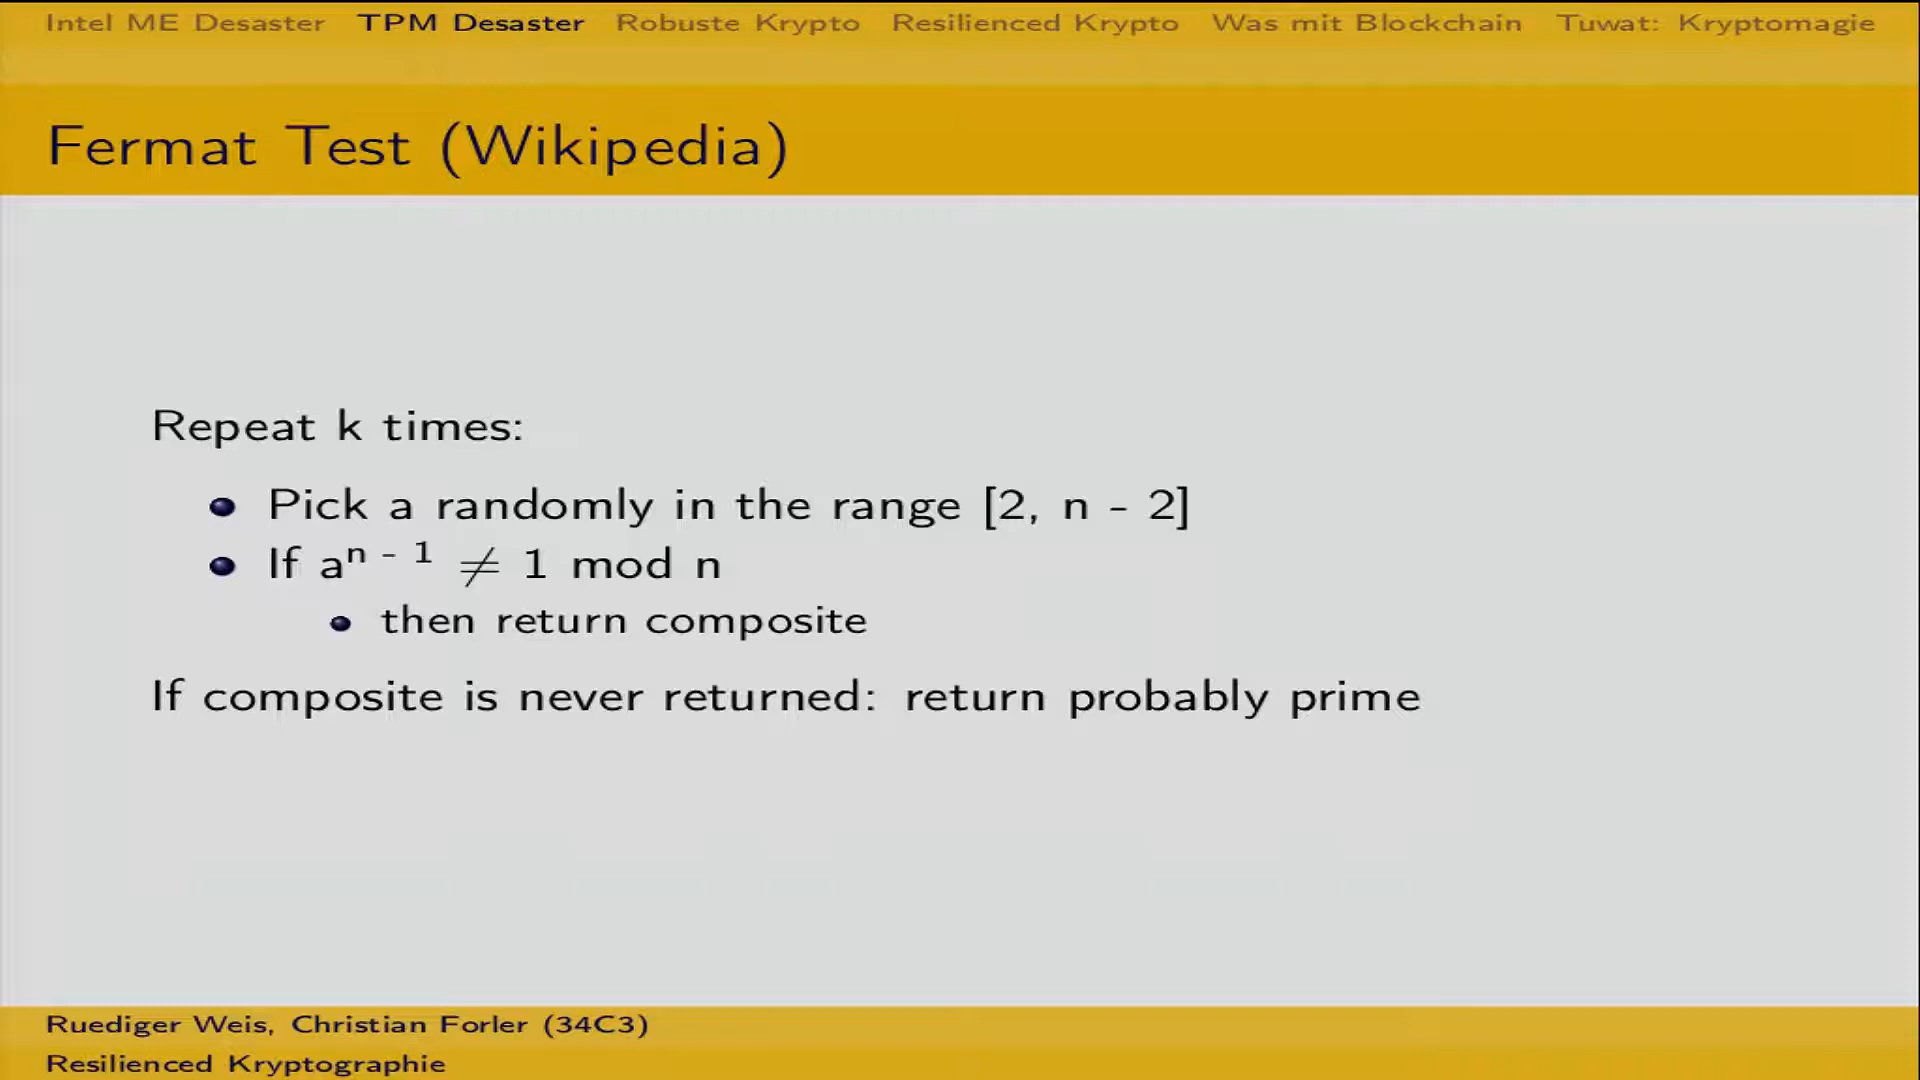 Intel ME Desaster TPM Desaster Robuste Krypto Resilienced Krypto Was mit Blockchain Tuwat: Kryptomagie
Fermat Test (Wikipedia)
Repeat k times:
Pick a randomly in the range [2, n - 2]
If aⁿ ⁻ ¹ ≠ 1 mod n
then return composite
If composite is never returned: return probably prime
Ruediger Weis, Christian Forler (34C3)
Resilienced Kryptographie